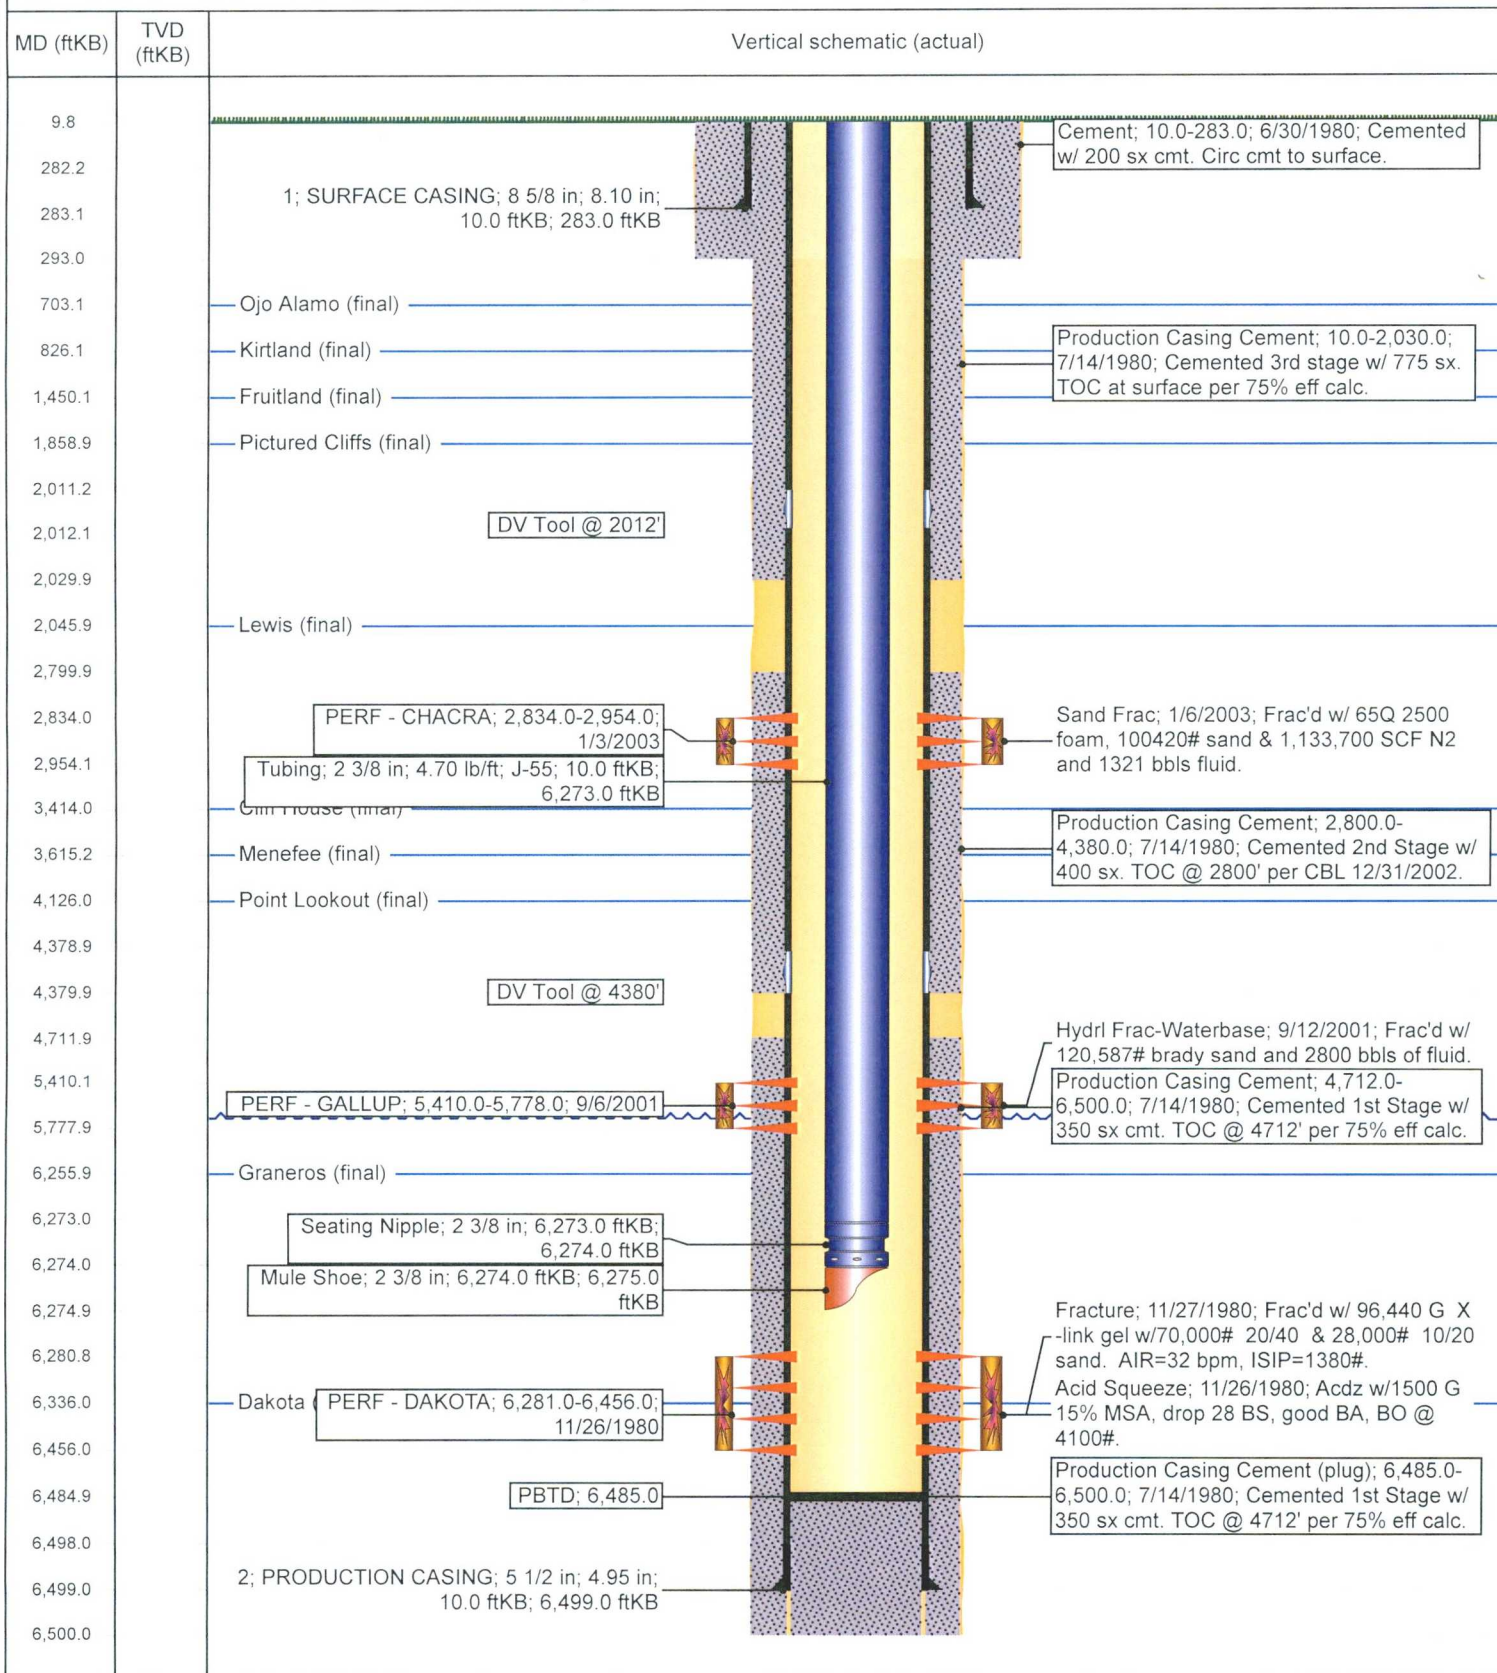 MD (ftKB)
TVD
(ftKB)
Vertical schematic (actual)
9.8
Cement; 10.0-283.0; 6/30/1980; Cemented
w/ 200 sx cmt. Circ cmt to surface.
282.2
1; SURFACE CASING; 8 5/8 in; 8.10 in;
10.0 ftKB; 283.0 ftKB
283.1
293.0
703.1
Ojo Alamo (final)
826.1
Kirtland (final)
Production Casing Cement; 10.0-2,030.0;
7/14/1980; Cemented 3rd stage w/ 775 sx.
TOC at surface per 75% eff calc.
1,450.1
Fruitland (final)
1,858.9
Pictured Cliffs (final)
2,011.2
DV Tool @ 2012'
2,012.1
2,029.9
2,045.9
Lewis (final)
2,799.9
2,834.0
PERF - CHACRA; 2,834.0-2,954.0;
1/3/2003
Sand Frac; 1/6/2003; Frac'd w/ 65Q 2500
foam, 100420# sand & 1,133,700 SCF N2
and 1321 bbls fluid.
2,954.1
Tubing; 2 3/8 in; 4.70 lb/ft; J-55; 10.0 ftKB;
6,273.0 ftKB
3,414.0
Cliff House (final)
Production Casing Cement; 2,800.0-
4,380.0; 7/14/1980; Cemented 2nd Stage w/
400 sx. TOC @ 2800' per CBL 12/31/2002.
3,615.2
Menefee (final)
4,126.0
Point Lookout (final)
4,378.9
4,379.9
DV Tool @ 4380'
4,711.9
Hydrl Frac-Waterbase; 9/12/2001; Frac'd w/
120,587# brady sand and 2800 bbls of fluid.
5,410.1
PERF - GALLUP; 5,410.0-5,778.0; 9/6/2001
Production Casing Cement; 4,712.0-
6,500.0; 7/14/1980; Cemented 1st Stage w/
350 sx cmt. TOC @ 4712' per 75% eff calc.
5,777.9
6,255.9
Graneros (final)
6,273.0
Seating Nipple; 2 3/8 in; 6,273.0 ftKB;
6,274.0 ftKB
6,274.0
Mule Shoe; 2 3/8 in; 6,274.0 ftKB; 6,275.0
ftKB
6,274.9
Fracture; 11/27/1980; Frac'd w/ 96,440 G X
-link gel w/70,000# 20/40 & 28,000# 10/20
sand. AIR=32 bpm, ISIP=1380#.
6,280.8
6,336.0
Dakota (
PERF - DAKOTA; 6,281.0-6,456.0;
11/26/1980
Acid Squeeze; 11/26/1980; Acdz w/1500 G
15% MSA, drop 28 BS, good BA, BO @
4100#.
6,456.0
6,484.9
PBTD; 6,485.0
Production Casing Cement (plug); 6,485.0-
6,500.0; 7/14/1980; Cemented 1st Stage w/
350 sx cmt. TOC @ 4712' per 75% eff calc.
6,498.0
2; PRODUCTION CASING; 5 1/2 in; 4.95 in;
10.0 ftKB; 6,499.0 ftKB
6,499.0
6,500.0